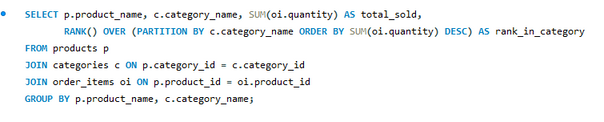 SELECT p.product_name, c.category_name, SUM(oi.quantity) AS total_sold,
RANK() OVER (PARTITION BY c.category_name ORDER BY SUM(oi.quantity) DESC) AS rank_in_category
FROM products p
JOIN categories c ON p.category_id = c.category_id
JOIN order_items oi ON p.product_id = oi.product_id
GROUP BY p.product_name, c.category_name;